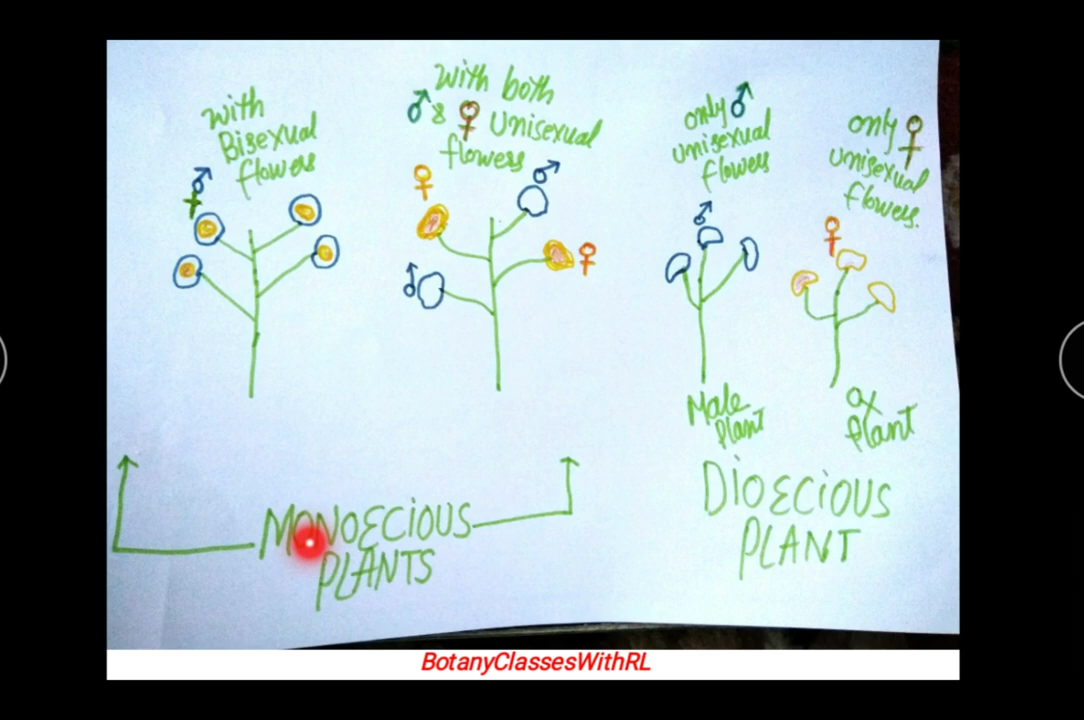 with
Bisexual
flowers
with both
♂ & ♀ Unisexual
flowers
only ♂
unisexual
flowers
only ♀
unisexual
flowers.
Male
Plant
Plant
MONOECIOUS
PLANTS
DIOECIOUS
PLANT
BotanyClassesWithRL